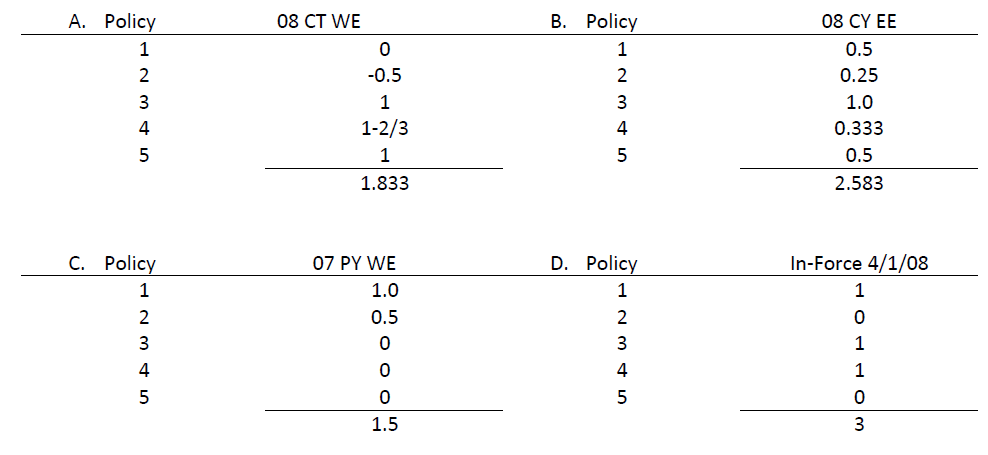 A. Policy 08 CT WE B. Policy 08 CY EE
1 0 1 0.5
2 -0.5 2 0.25
3 1 3 1.0
4 1-2/3 4 0.333
5 1 5 0.5
1.833 2.583
C. Policy 07 PY WE D. Policy In-Force 4/1/08
1 1.0 1 1
2 0.5 2 0
3 0 3 1
4 0 4 1
5 0 5 0
1.5 3